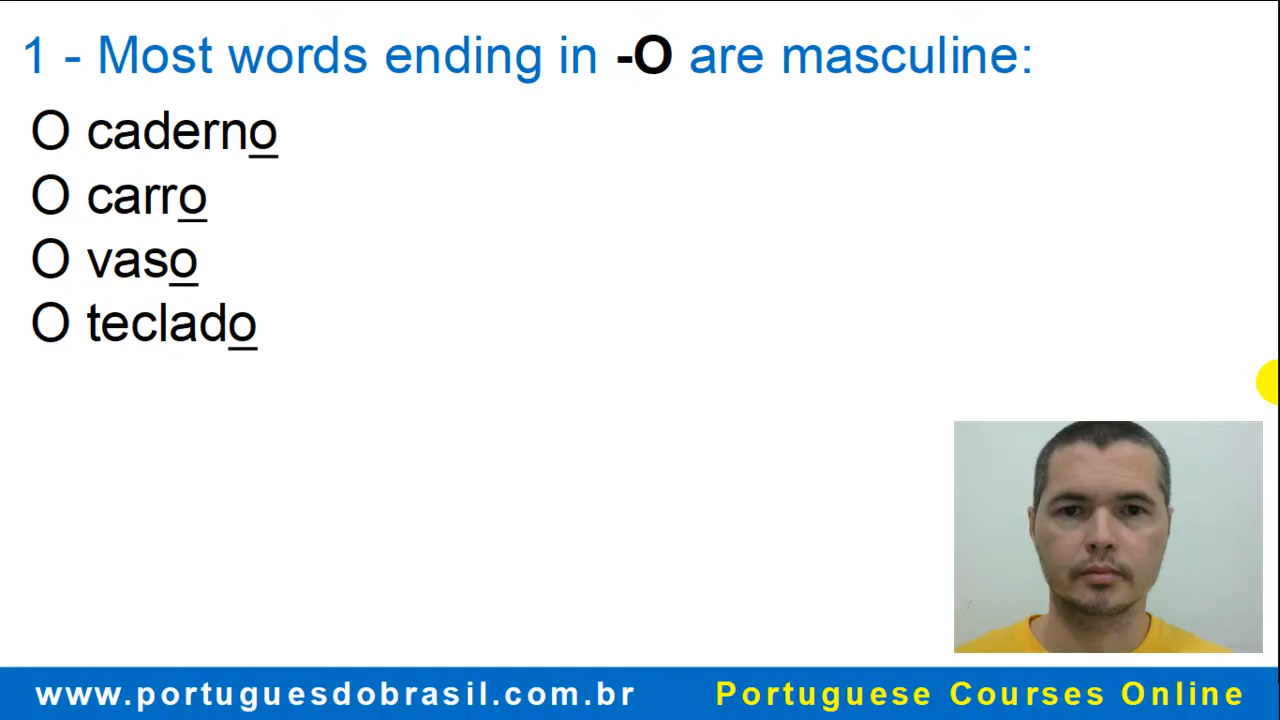 1 - Most words ending in -O are masculine:
O caderno
O carro
O vaso
O teclado
www.portuguesdobrasil.com.br Portuguese Courses Online